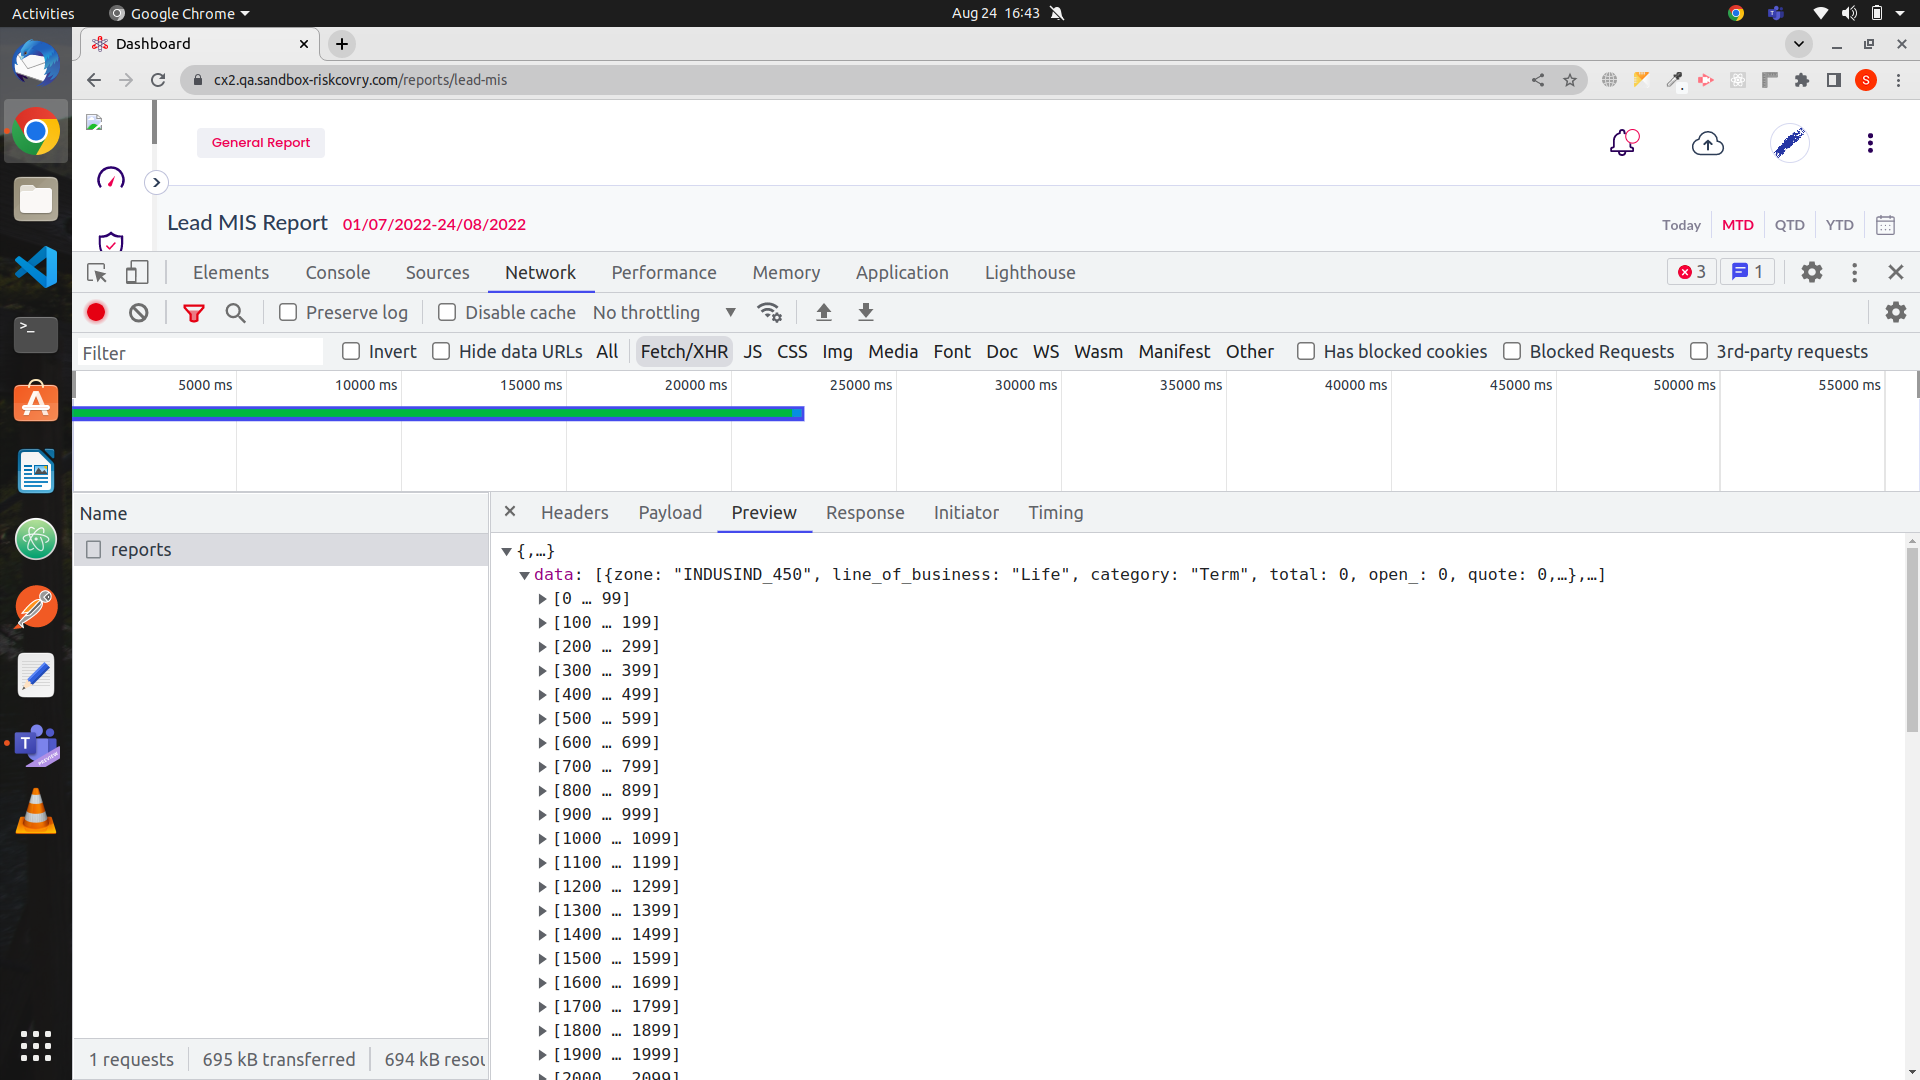 Activities Google Chrome Aug 24 16:43
Dashboard
cx2.qa.sandbox-riskcovry.com/reports/lead-mis S
General Report
Lead MIS Report 01/07/2022-24/08/2022 Today MTD QTD YTD
Elements Console Sources Network Performance Memory Application Lighthouse 3 1
Preserve log Disable cache No throttling
Filter Invert Hide data URLs All Fetch/XHR JS CSS Img Media Font Doc WS Wasm Manifest Other Has blocked cookies Blocked Requests 3rd-party requests
5000 ms 10000 ms 15000 ms 20000 ms 25000 ms 30000 ms 35000 ms 40000 ms 45000 ms 50000 ms 55000 ms
Name Headers Payload Preview Response Initiator Timing
reports
{,…}
data: [{zone: "INDUSIND_450", line_of_business: "Life", category: "Term", total: 0, open_: 0, quote: 0,…},…]
[0 … 99]
[100 … 199]
[200 … 299]
[300 … 399]
[400 … 499]
[500 … 599]
[600 … 699]
[700 … 799]
[800 … 899]
[900 … 999]
[1000 … 1099]
[1100 … 1199]
[1200 … 1299]
[1300 … 1399]
[1400 … 1499]
[1500 … 1599]
[1600 … 1699]
[1700 … 1799]
[1800 … 1899]
[1900 … 1999]
[2000 … 2099]
1 requests 695 kB transferred 694 kB resou